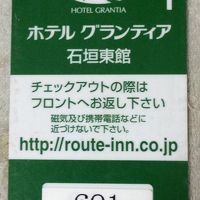 HOTEL GRANTIA
ホテル グランティア
石垣東館
チェックアウトの際は
フロントへお返し下さい
磁気及び携帯電話などに
近づけないで下さい。
http://route-inn.co.jp